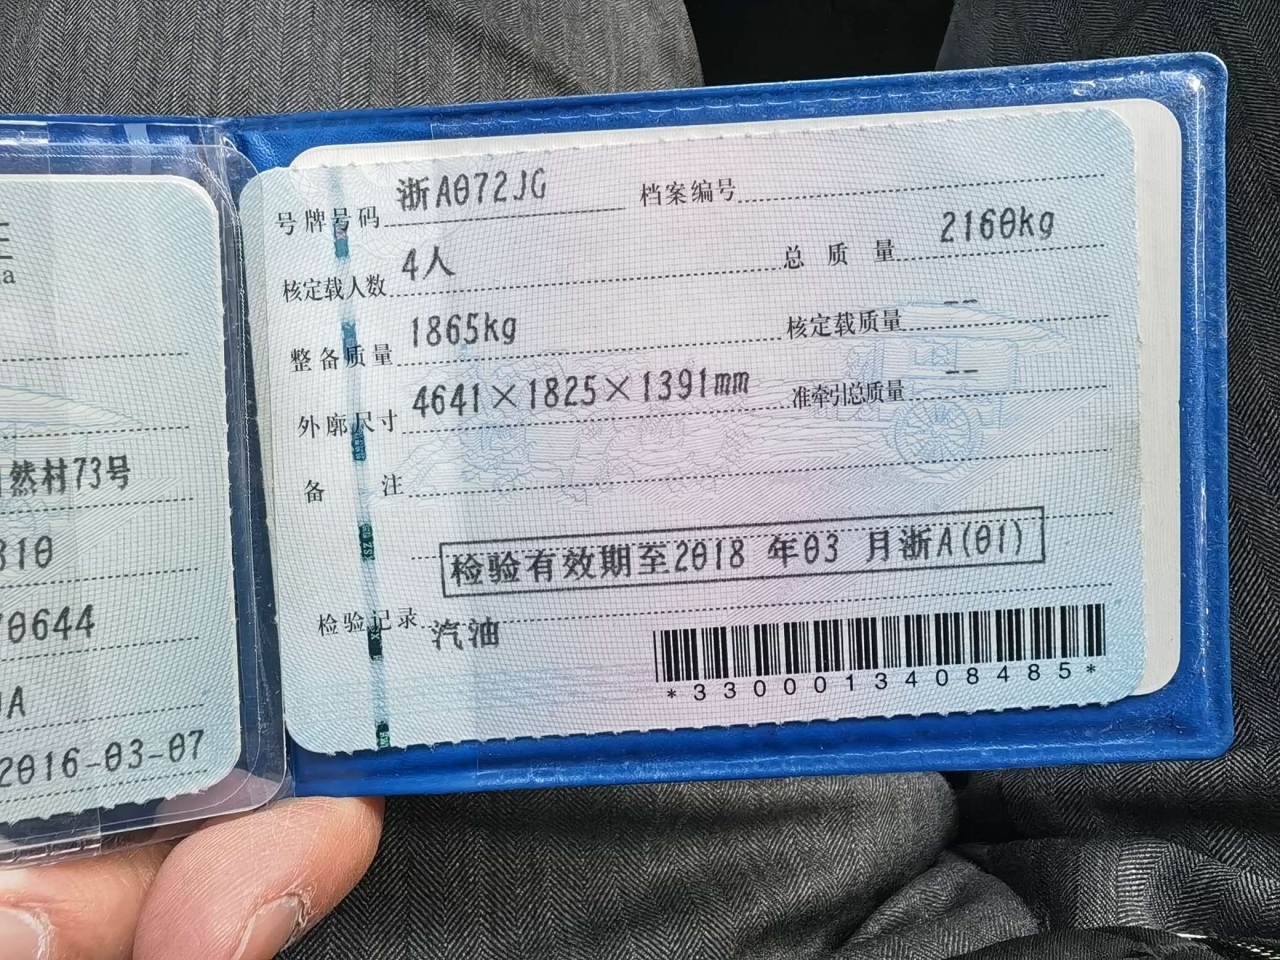 号牌号码 浙A072JG 档案编号
核定载人数 4人 总质量 2160kg
整备质量 1865kg 核定载质量 --
外廓尺寸 4641×1825×1391mm 准牵引总质量 --
备注
检验有效期至2018 年03 月浙A(01)
检验记录 汽油
*3300013408485*
a
然村73号
310
0644
A
2016-03-07